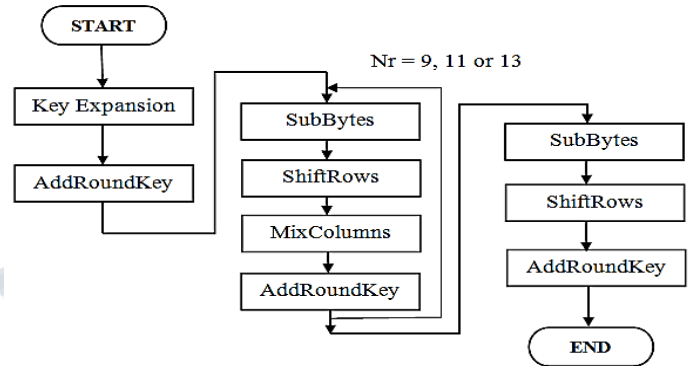 START
Key Expansion
AddRoundKey
Nr = 9, 11 or 13
SubBytes
ShiftRows
MixColumns
AddRoundKey
SubBytes
ShiftRows
AddRoundKey
END